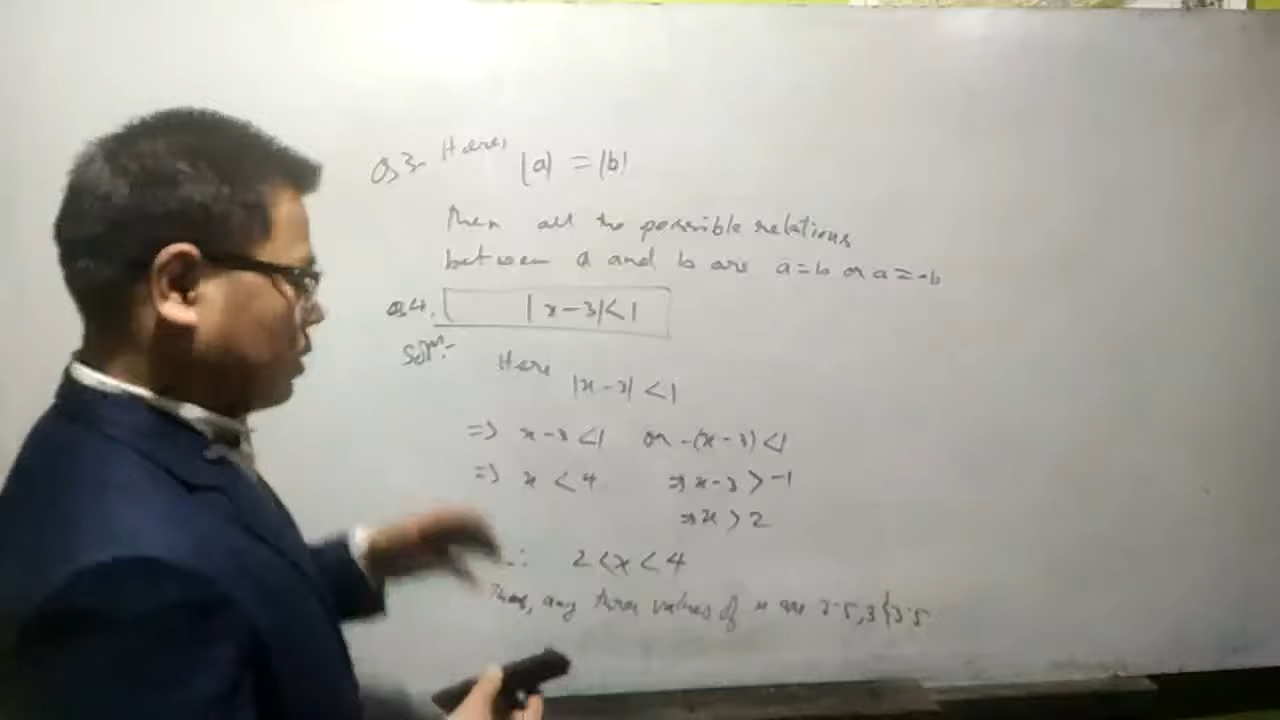 Q3. Here, |a| = |b|
Then all the possible relations
between a and b are a=b or a=-b
Q4. |x-3|<1
Solⁿ:-
Here
|x-3|<1
=> x-3<1 or -(x-3)<1
=> x<4 => x-3>-1
=> x>2
∴ 2<x<4
Thus, any three values of x are 2.5, 3 & 3.5